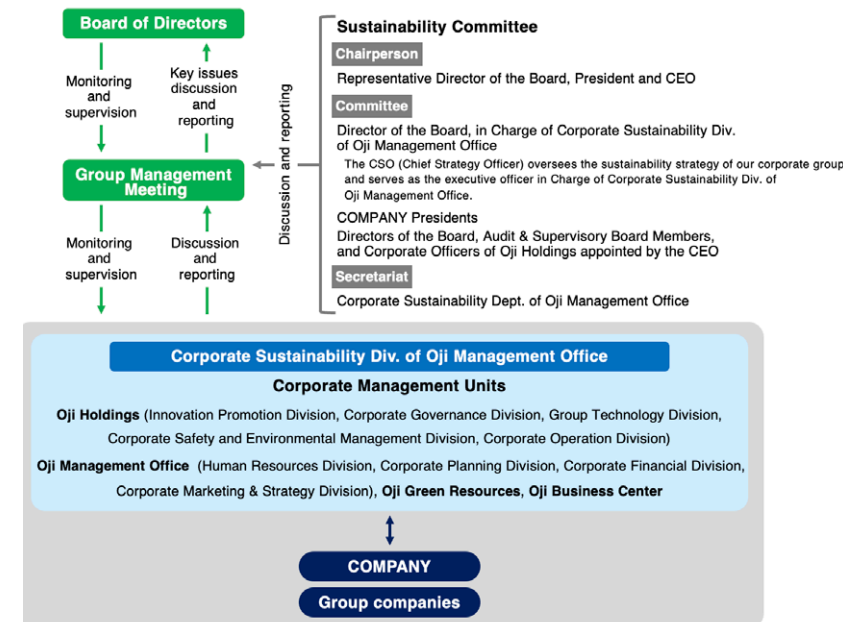 Board of Directors
Monitoring
and
supervision
Key issues
discussion
and
reporting
Group Management
Meeting
Monitoring
and
supervision
Discussion
and
reporting
Discussion and reporting
Sustainability Committee
Chairperson
Representative Director of the Board, President and CEO
Committee
Director of the Board, in Charge of Corporate Sustainability Div.
of Oji Management Office
The CSO (Chief Strategy Officer) oversees the sustainability strategy of our corporate group
and serves as the executive officer in Charge of Corporate Sustainability Div. of
Oji Management Office.
COMPANY Presidents
Directors of the Board, Audit & Supervisory Board Members,
and Corporate Officers of Oji Holdings appointed by the CEO
Secretariat
Corporate Sustainability Dept. of Oji Management Office
Corporate Sustainability Div. of Oji Management Office
Corporate Management Units
Oji Holdings (Innovation Promotion Division, Corporate Governance Division, Group Technology Division,
Corporate Safety and Environmental Management Division, Corporate Operation Division)
Oji Management Office (Human Resources Division, Corporate Planning Division, Corporate Financial Division,
Corporate Marketing & Strategy Division), Oji Green Resources, Oji Business Center
COMPANY
Group companies